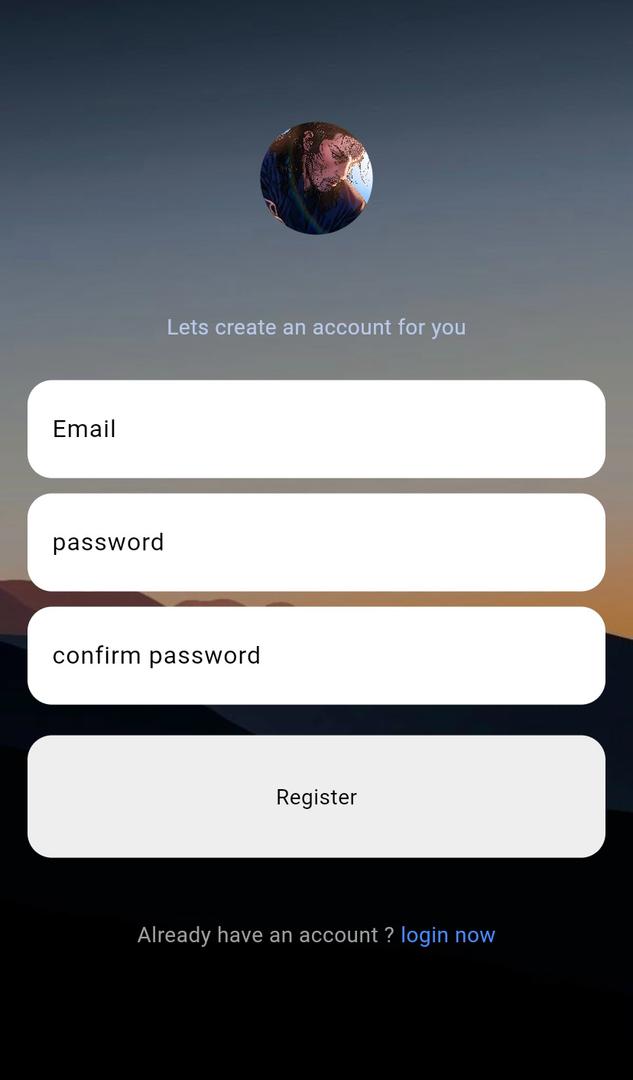 Lets create an account for you
Email
password
confirm password
Register
Already have an account ? login now